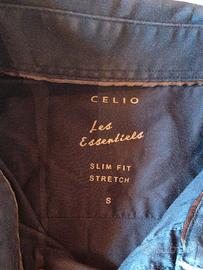 CELIO
Les
Essentiels
SLIM FIT
STRETCH
S